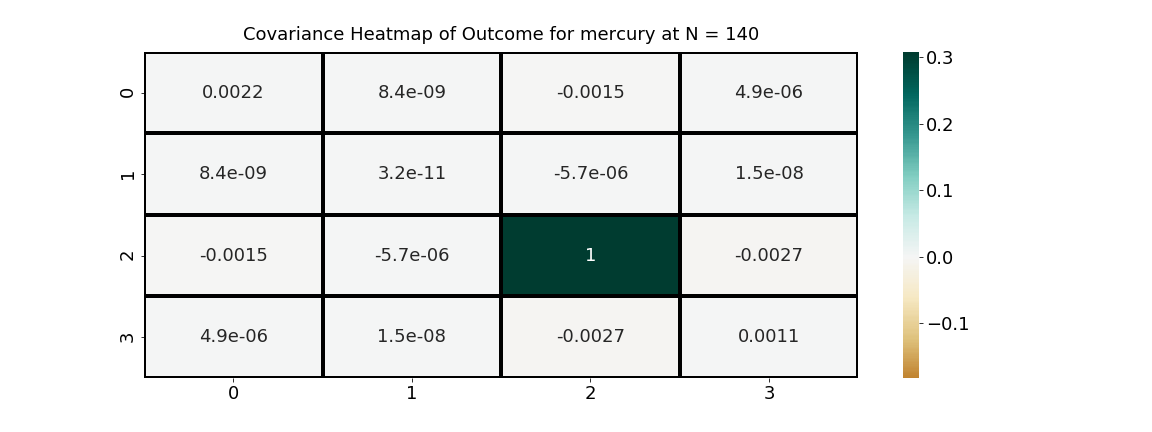 Covariance Heatmap of Outcome for mercury at N = 140
0 0.0022 8.4e-09 -0.0015 4.9e-06
1 8.4e-09 3.2e-11 -5.7e-06 1.5e-08
2 -0.0015 -5.7e-06 1 -0.0027
3 4.9e-06 1.5e-08 -0.0027 0.0011
0 1 2 3
0.3
0.2
0.1
0.0
−0.1